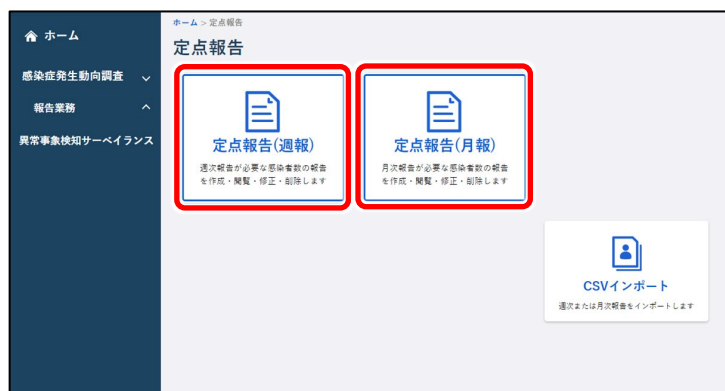 ホーム
感染症発生動向調査
報告業務
異常事象検知サーベイランス
ホーム > 定点報告
定点報告
定点報告(週報)
週次報告が必要な感染者数の報告
を作成・閲覧・修正・削除します
定点報告(月報)
月次報告が必要な感染者数の報告
を作成・閲覧・修正・削除します
CSVインポート
週次または月次報告をインポートします